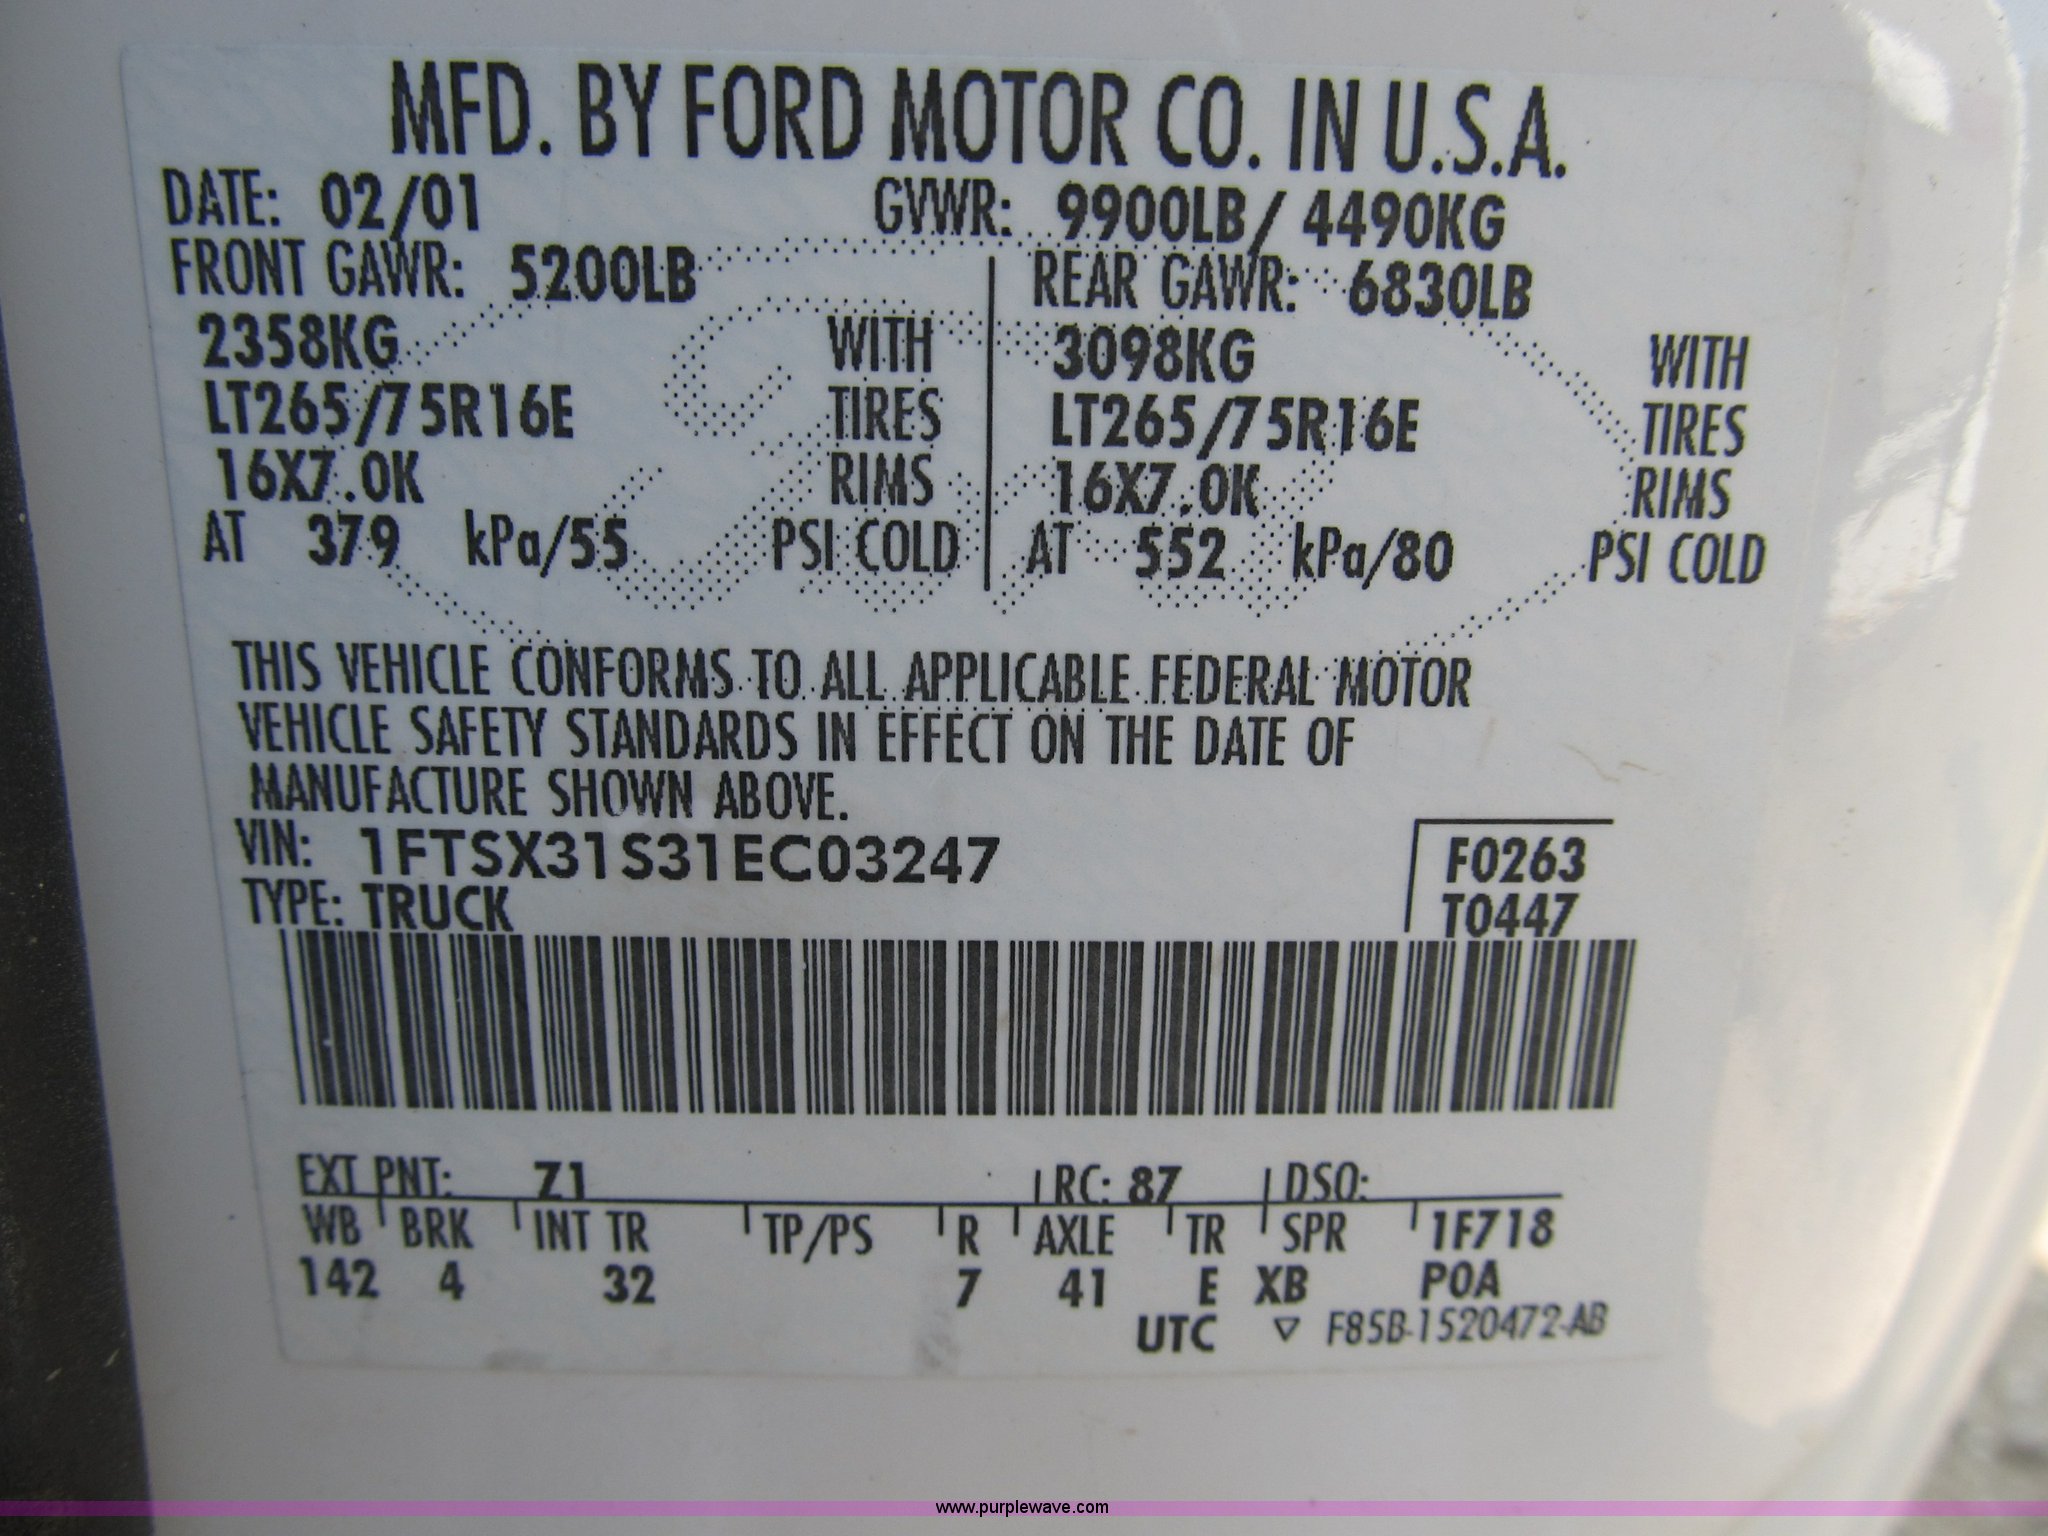 MFD. BY FORD MOTOR CO. IN U.S.A.
DATE: 02/01 GVWR: 9900LB/ 4490KG
FRONT GAWR: 5200LB REAR GAWR: 6830LB
2358KG WITH 3098KG WITH
LT265/75R16E TIRES LT265/75R16E TIRES
16X7.0K RIMS 16X7.0K RIMS
AT 379 kPa/55 PSI COLD AT 552 kPa/80 PSI COLD
THIS VEHICLE CONFORMS TO ALL APPLICABLE FEDERAL MOTOR
VEHICLE SAFETY STANDARDS IN EFFECT ON THE DATE OF
MANUFACTURE SHOWN ABOVE.
VIN: 1FTSX31S31EC03247 F0263
TYPE: TRUCK T0447
EXT PNT: Z1 RC: 87 DSO:
WB BRK INT TR TP/PS R AXLE TR SPR 1F718
142 4 32 7 41 E XB POA
UTC ▽ F85B-1520472-AB
www.purplewave.com